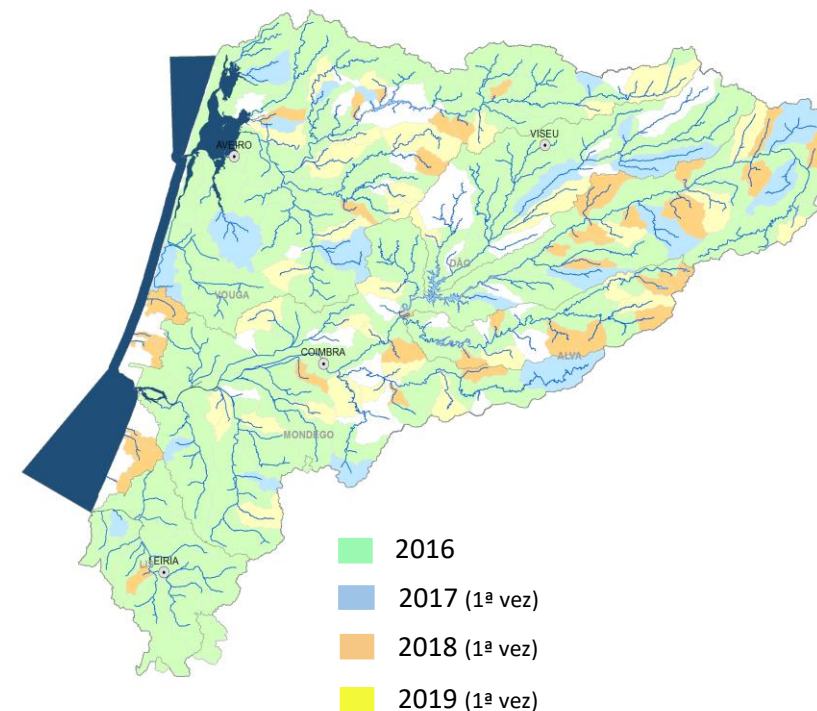 VISEU
AVEIRO
DÃO
VOUGA
COIMBRA
ALVA
MONDEGO
LEIRIA
2016
2017 (1ª vez)
2018 (1ª vez)
2019 (1ª vez)